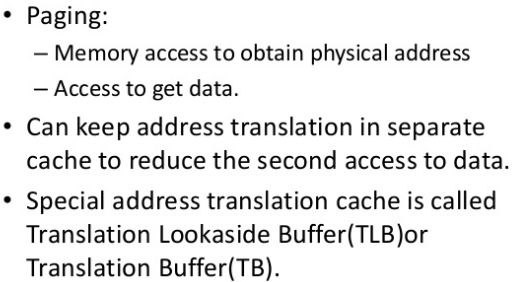 • Paging:
– Memory access to obtain physical address
– Access to get data.
• Can keep address translation in separate
cache to reduce the second access to data.
• Special address translation cache is called
Translation Lookaside Buffer(TLB)or
Translation Buffer(TB).